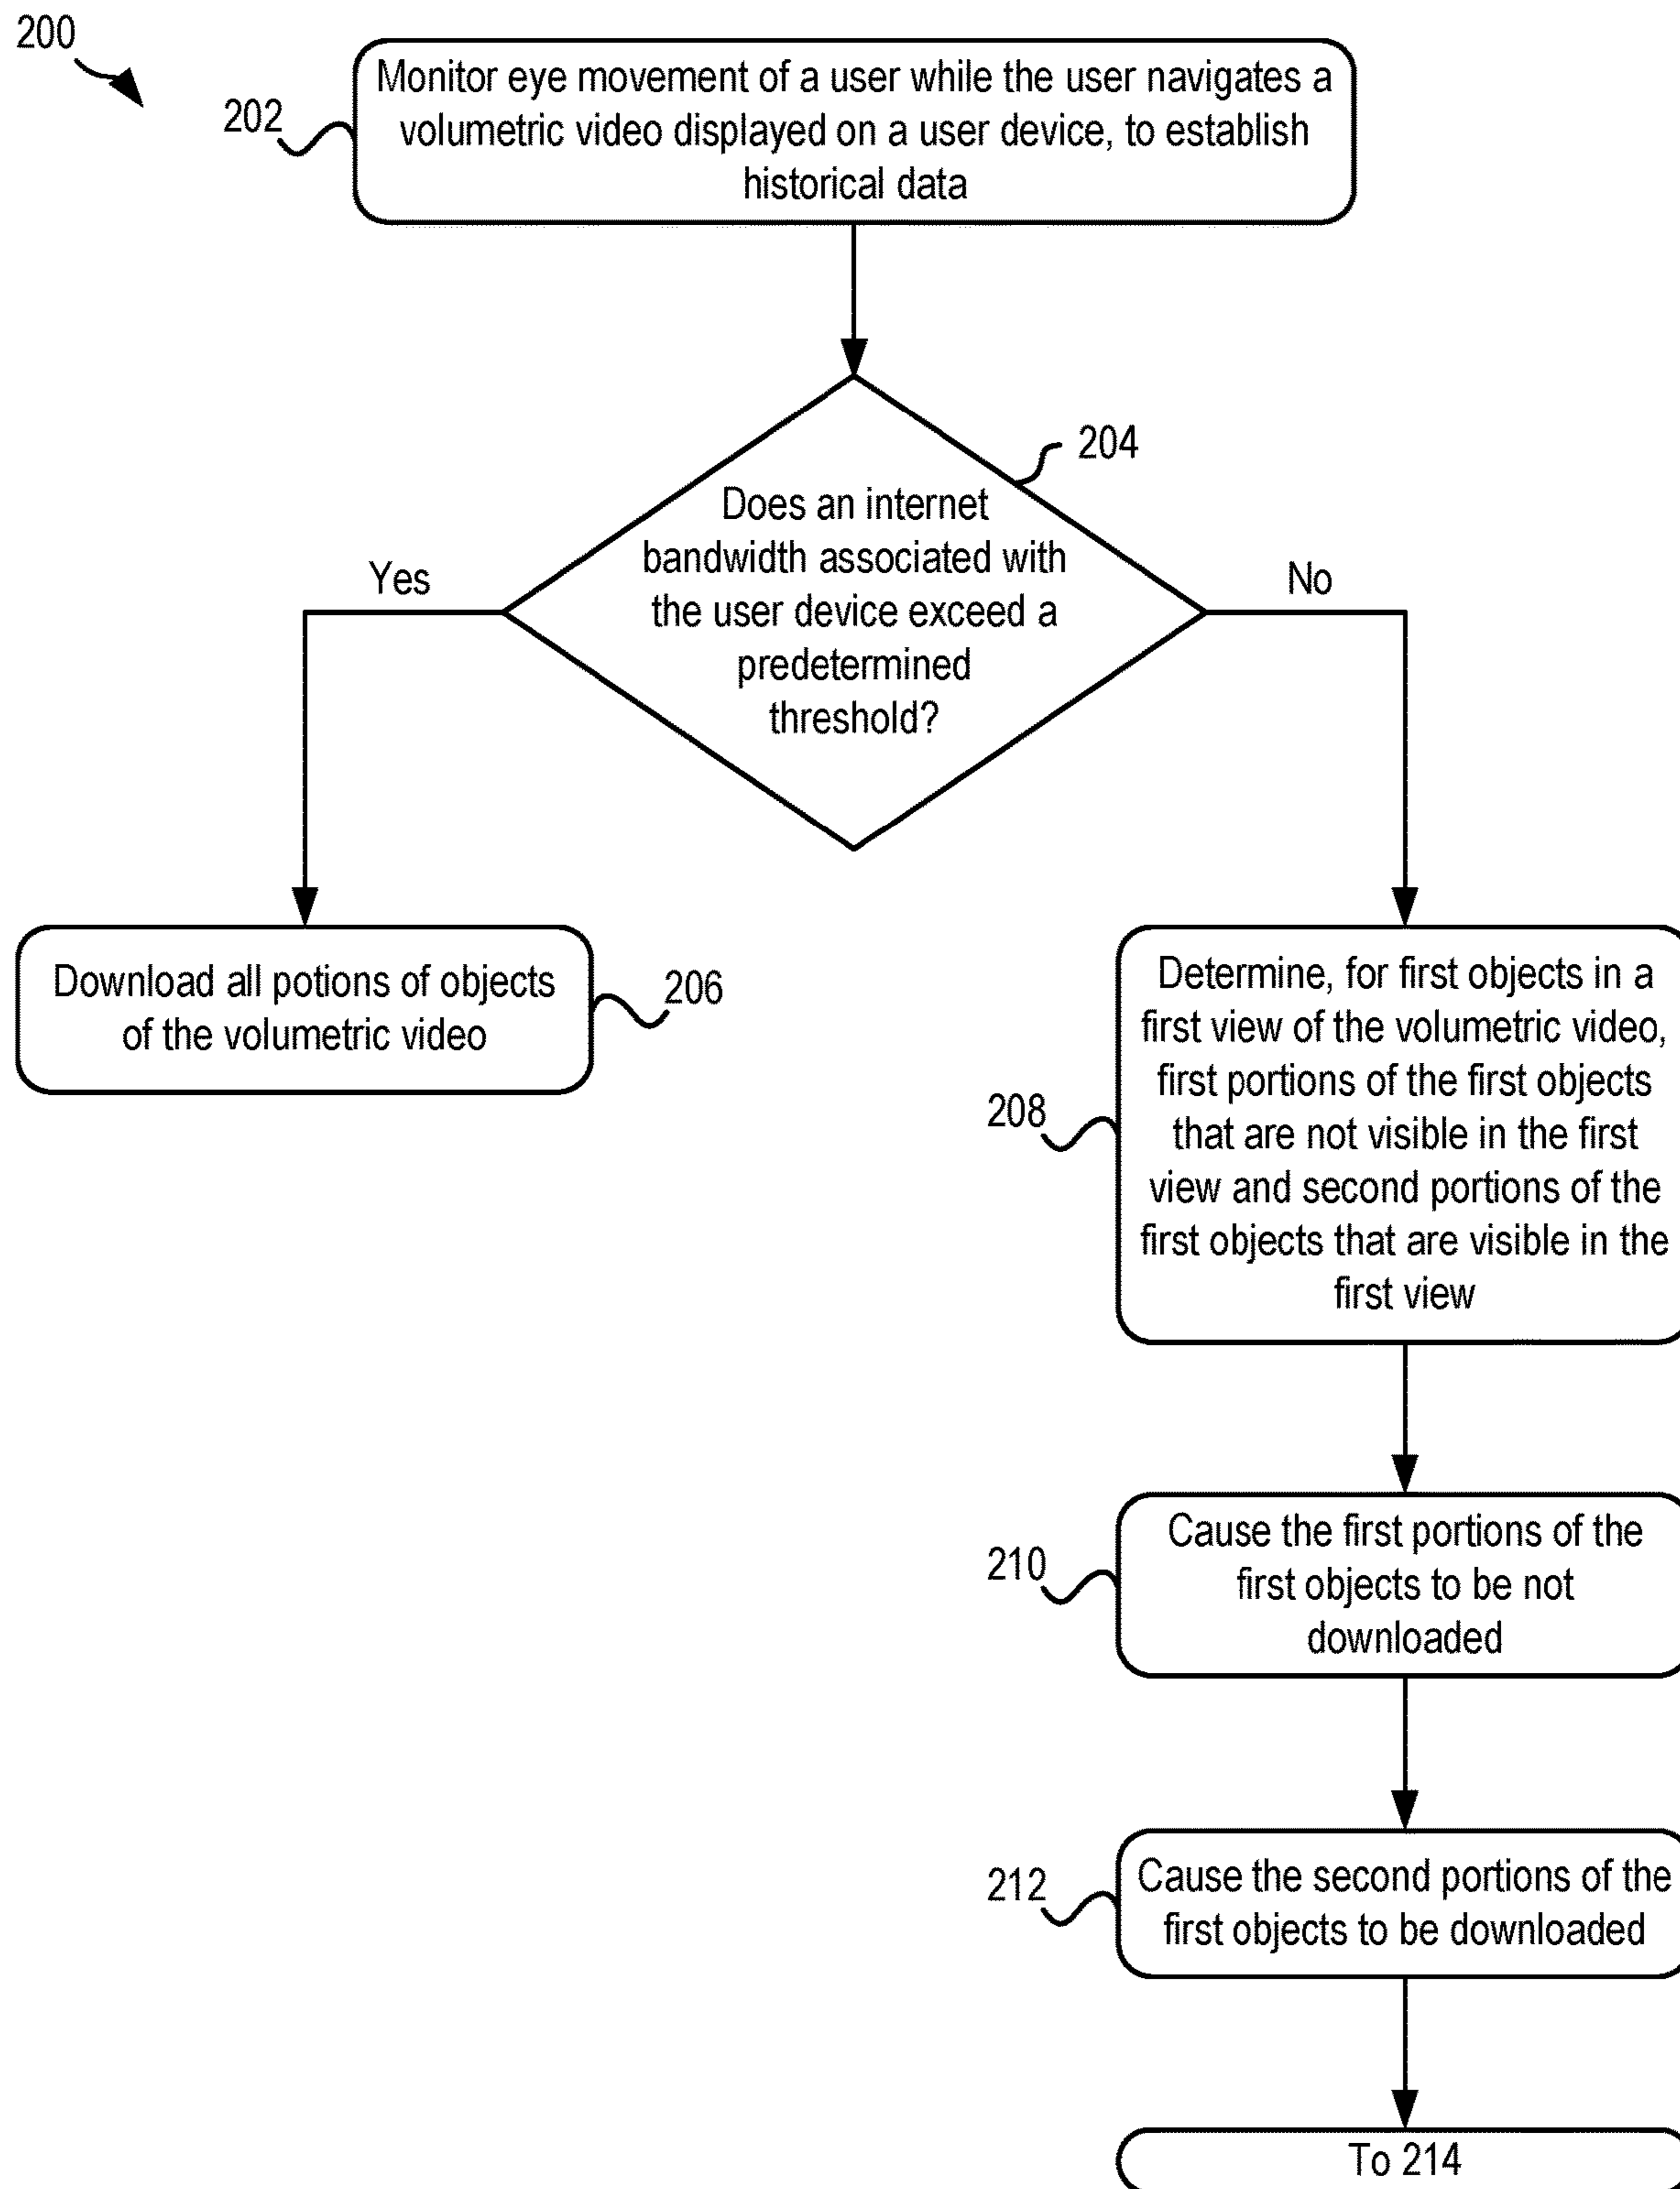 200
202
Monitor eye movement of a user while the user navigates a
volumetric video displayed on a user device, to establish
historical data
204
Does an internet
bandwidth associated with
the user device exceed a
predetermined
threshold?
Yes
No
Download all potions of objects
of the volumetric video
206
208
Determine, for first objects in a
first view of the volumetric video,
first portions of the first objects
that are not visible in the first
view and second portions of the
first objects that are visible in the
first view
210
Cause the first portions of the
first objects to be not
downloaded
212
Cause the second portions of the
first objects to be downloaded
To 214